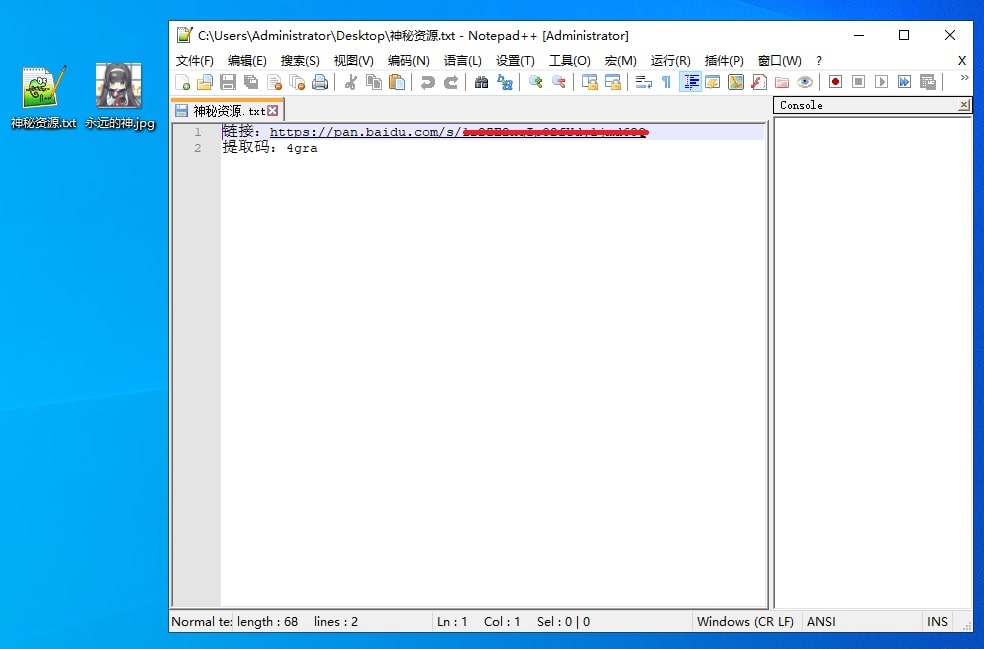 C:\Users\Administrator\Desktop\神秘资源.txt - Notepad++ [Administrator]
文件(F) 编辑(E) 搜索(S) 视图(V) 编码(N) 语言(L) 设置(T) 工具(O) 宏(M) 运行(R) 插件(P) 窗口(W) ? X
神秘资源.txt 永远的神.jpg
神秘资源.txt
Console
1 链接: https://pan.baidu.com/s/
2 提取码: 4gra
Normal te: length : 68 lines : 2 Ln : 1 Col : 1 Sel : 0 | 0 Windows (CR LF) ANSI INS